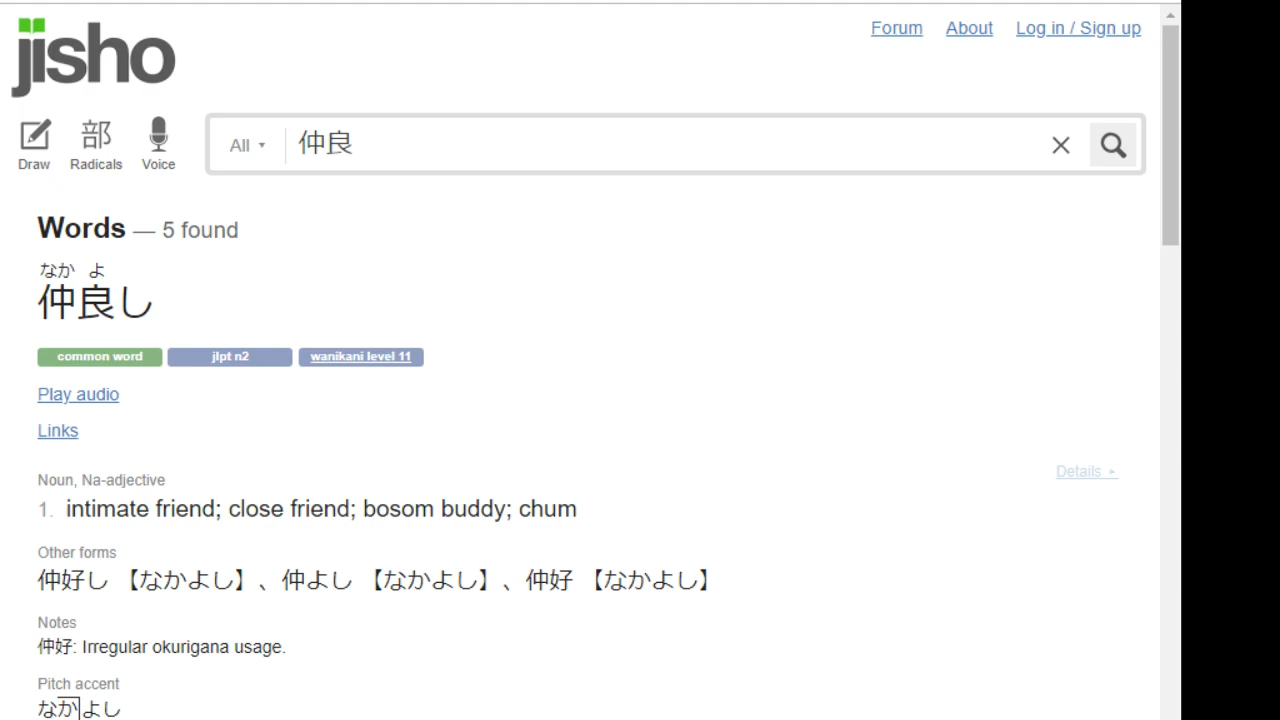 Forum About Log in / Sign up
jisho
Draw Radicals Voice
部
All 仲良
Words — 5 found
なか よ
仲良し
common word jlpt n2 wanikani level 11
Play audio
Links
Details
Noun, Na-adjective
1. intimate friend; close friend; bosom buddy; chum
Other forms
仲好し 【なかよし】、仲よし 【なかよし】、仲好 【なかよし】
Notes
仲好: Irregular okurigana usage.
Pitch accent
なかよし